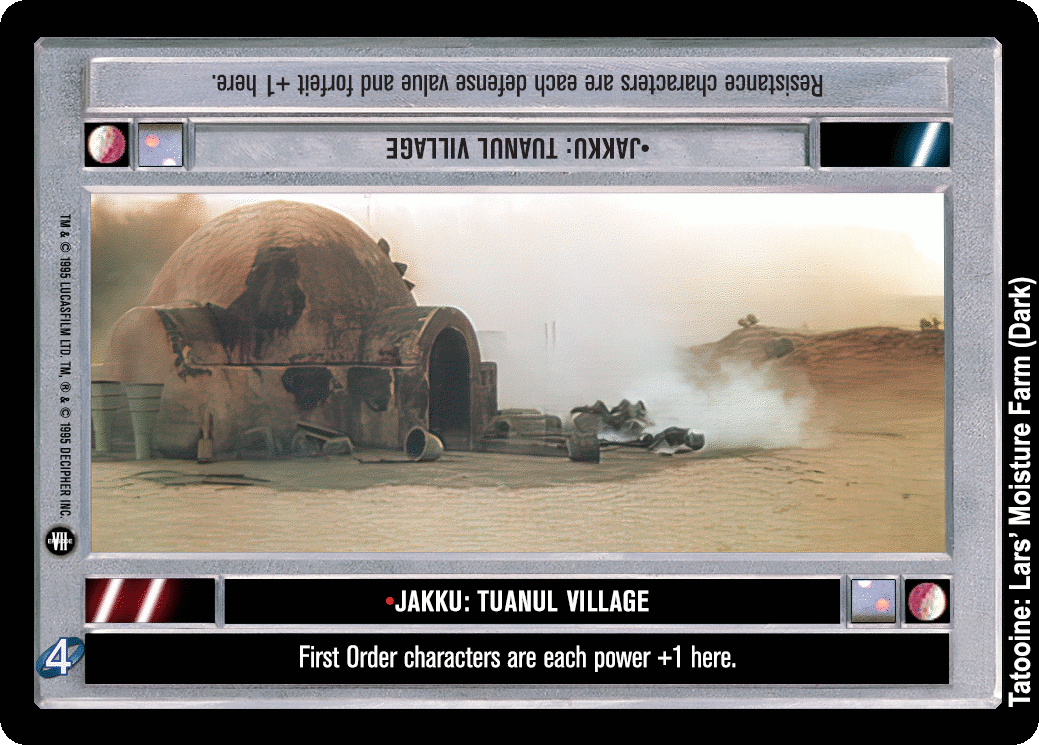 Resistance characters are each defense value and forfeit +1 here.
•JAKKU: TUANUL VILLAGE
TM & © 1995 LUCASFILM LTD. TM, ® & © 1995 DECIPHER INC.
EPISODE VII
•JAKKU: TUANUL VILLAGE
4
First Order characters are each power +1 here.
Tatooine: Lars' Moisture Farm (Dark)